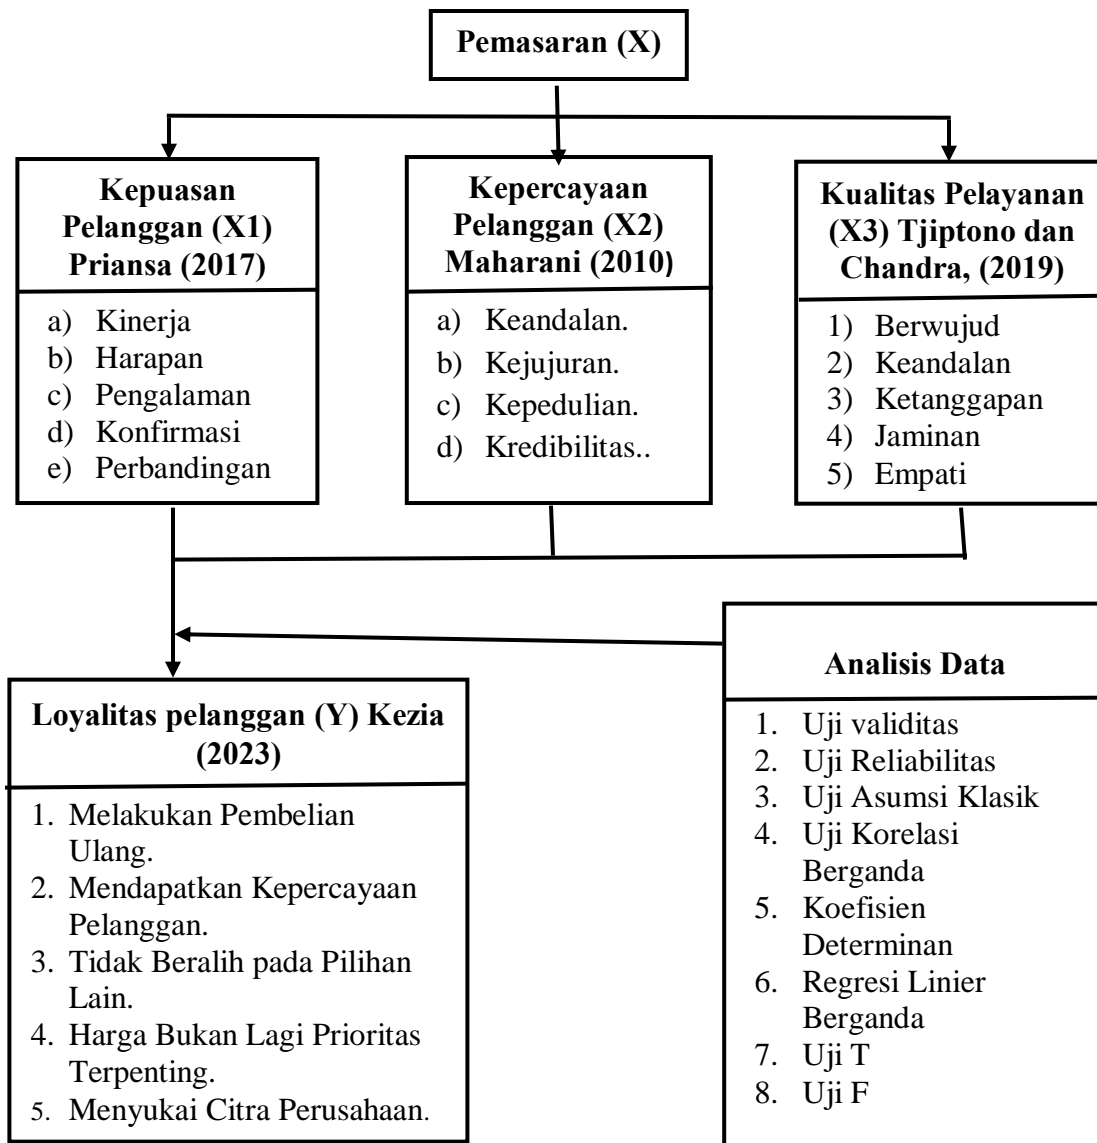 Pemasaran (X)
Kepuasan
Pelanggan (X1)
Priansa (2017)
a) Kinerja
b) Harapan
c) Pengalaman
d) Konfirmasi
e) Perbandingan
Kepercayaan
Pelanggan (X2)
Maharani (2010)
a) Keandalan.
b) Kejujuran.
c) Kepedulian.
d) Kredibilitas..
Kualitas Pelayanan
(X3) Tjiptono dan
Chandra, (2019)
1) Berwujud
2) Keandalan
3) Ketanggapan
4) Jaminan
5) Empati
Loyalitas pelanggan (Y) Kezia
(2023)
1. Melakukan Pembelian
Ulang.
2. Mendapatkan Kepercayaan
Pelanggan.
3. Tidak Beralih pada Pilihan
Lain.
4. Harga Bukan Lagi Prioritas
Terpenting.
5. Menyukai Citra Perusahaan.
Analisis Data
1. Uji validitas
2. Uji Reliabilitas
3. Uji Asumsi Klasik
4. Uji Korelasi
Berganda
5. Koefisien
Determinan
6. Regresi Linier
Berganda
7. Uji T
8. Uji F